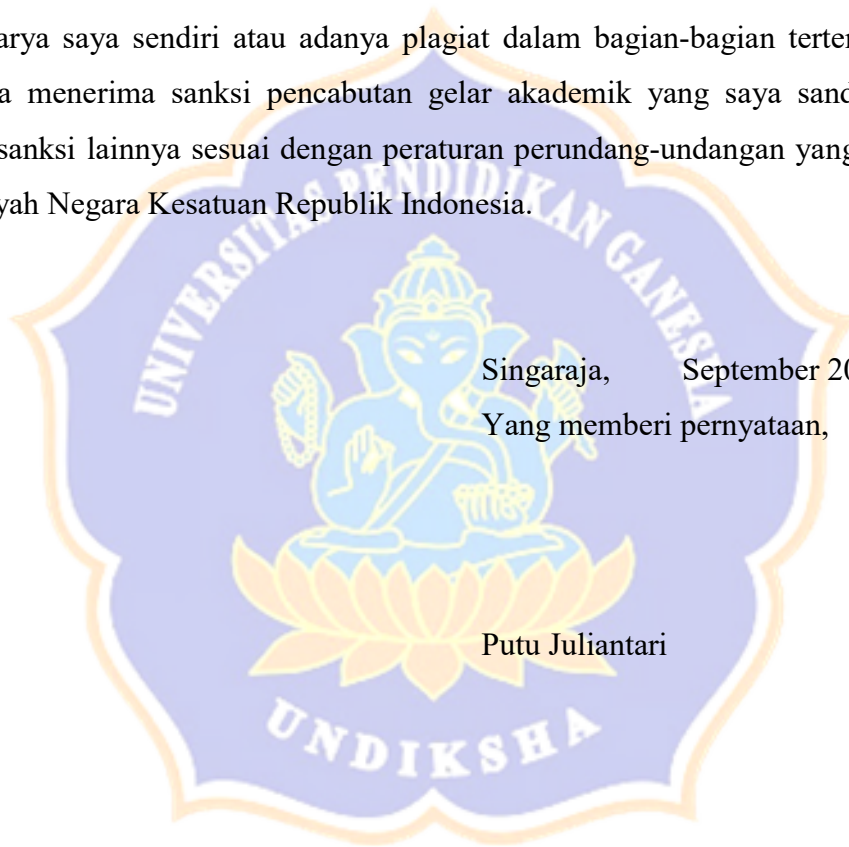 arya saya sendiri atau adanya plagiat dalam bagian-bagian terter
a menerima sanksi pencabutan gelar akademik yang saya sand
sanksi lainnya sesuai dengan peraturan perundang-undangan yang
yah Negara Kesatuan Republik Indonesia.
UNIVERSITAS PENDIDIKAN GANESHA
Singaraja, September 20
Yang memberi pernyataan,
Putu Juliantari
UNDIKSHA